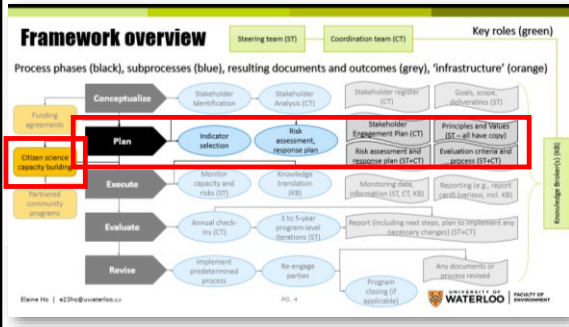 Framework overview
Steering team (ST)
Coordination team (CT)
Key roles (green)
Process phases (black), subprocesses (blue), resulting documents and outcomes (grey), ‘infrastructure’ (orange)
Conceptualize
Stakeholder
Identification
Stakeholder
Analysis (CT)
Stakeholder register
(CT)
Goals, scope,
deliverables (ST)
Funding
agreements
Plan
Indicator
selection
Risk
assessment,
response plan
Stakeholder
Engagement Plan (CT)
Principles and Values
(ST – all have copy)
Risk assessment and
response plan (ST+CT)
Evaluation criteria and
process (ST+CT)
Citizen science
capacity building
Execute
Monitor
capacity and
risks (ST)
Knowledge
translation
(KB)
Monitoring data,
information (ST, CT, KB)
Reporting (e.g., report
card) (various, incl. KB)
Partnered
community
programs
Evaluate
Annual check-
ins (CT)
3 to 5-year
program-level
iterations (ST)
Report (including next steps, plan to implement any
necessary changes) (ST+CT)
Revise
Implement
predetermined
process
Re-engage
parties
Program
closing (if
applicable)
Any documents or
process revised
Knowledge Broker(s) (KB)
Elaine Ho | e23ho@uwaterloo.ca
PG. 4
UNIVERSITY OF
WATERLOO
FACULTY OF
ENVIRONMENT